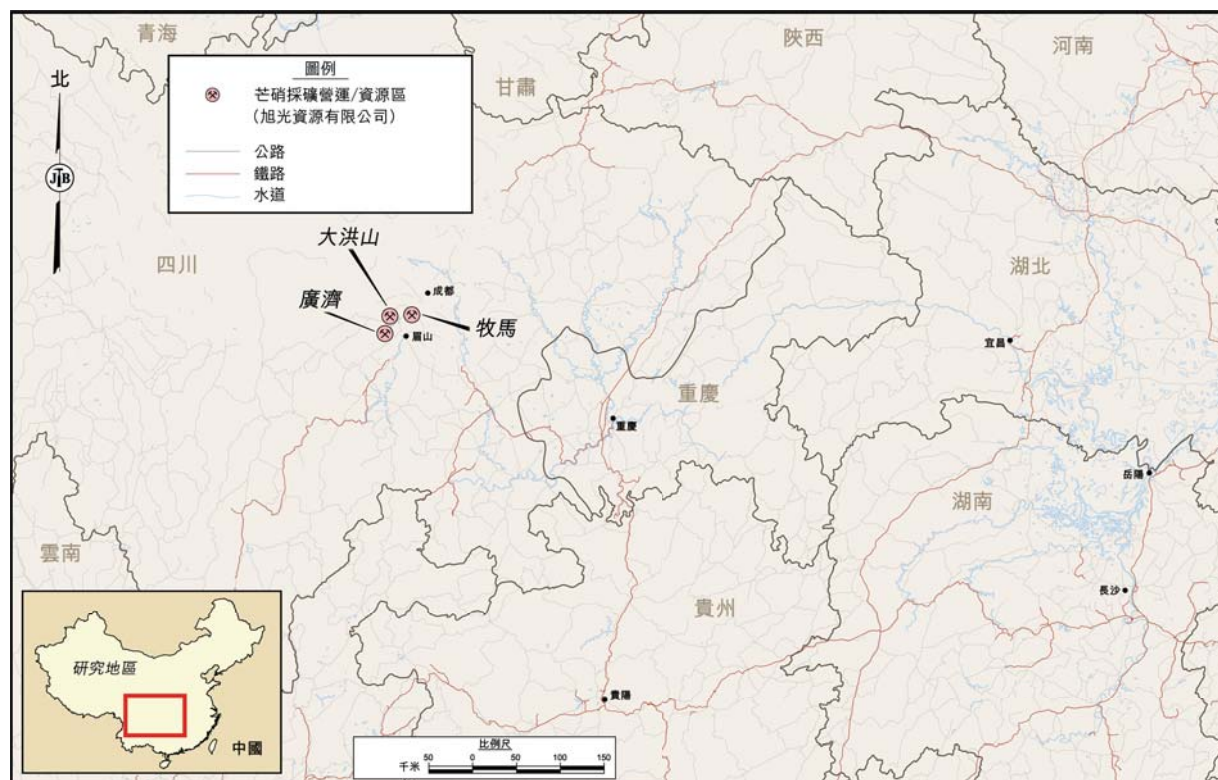 青海
陝西
河南
甘肅
北
JTB
圖例
芒硝採礦營運/資源區
(旭光資源有限公司)
公路
鐵路
水道
四川
大洪山
廣濟
牧馬
成都
眉山
湖北
宜昌
重慶
重慶
岳陽
湖南
長沙
雲南
貴州
貴陽
研究地區
中國
比例尺
千米
50 0 50 100 150